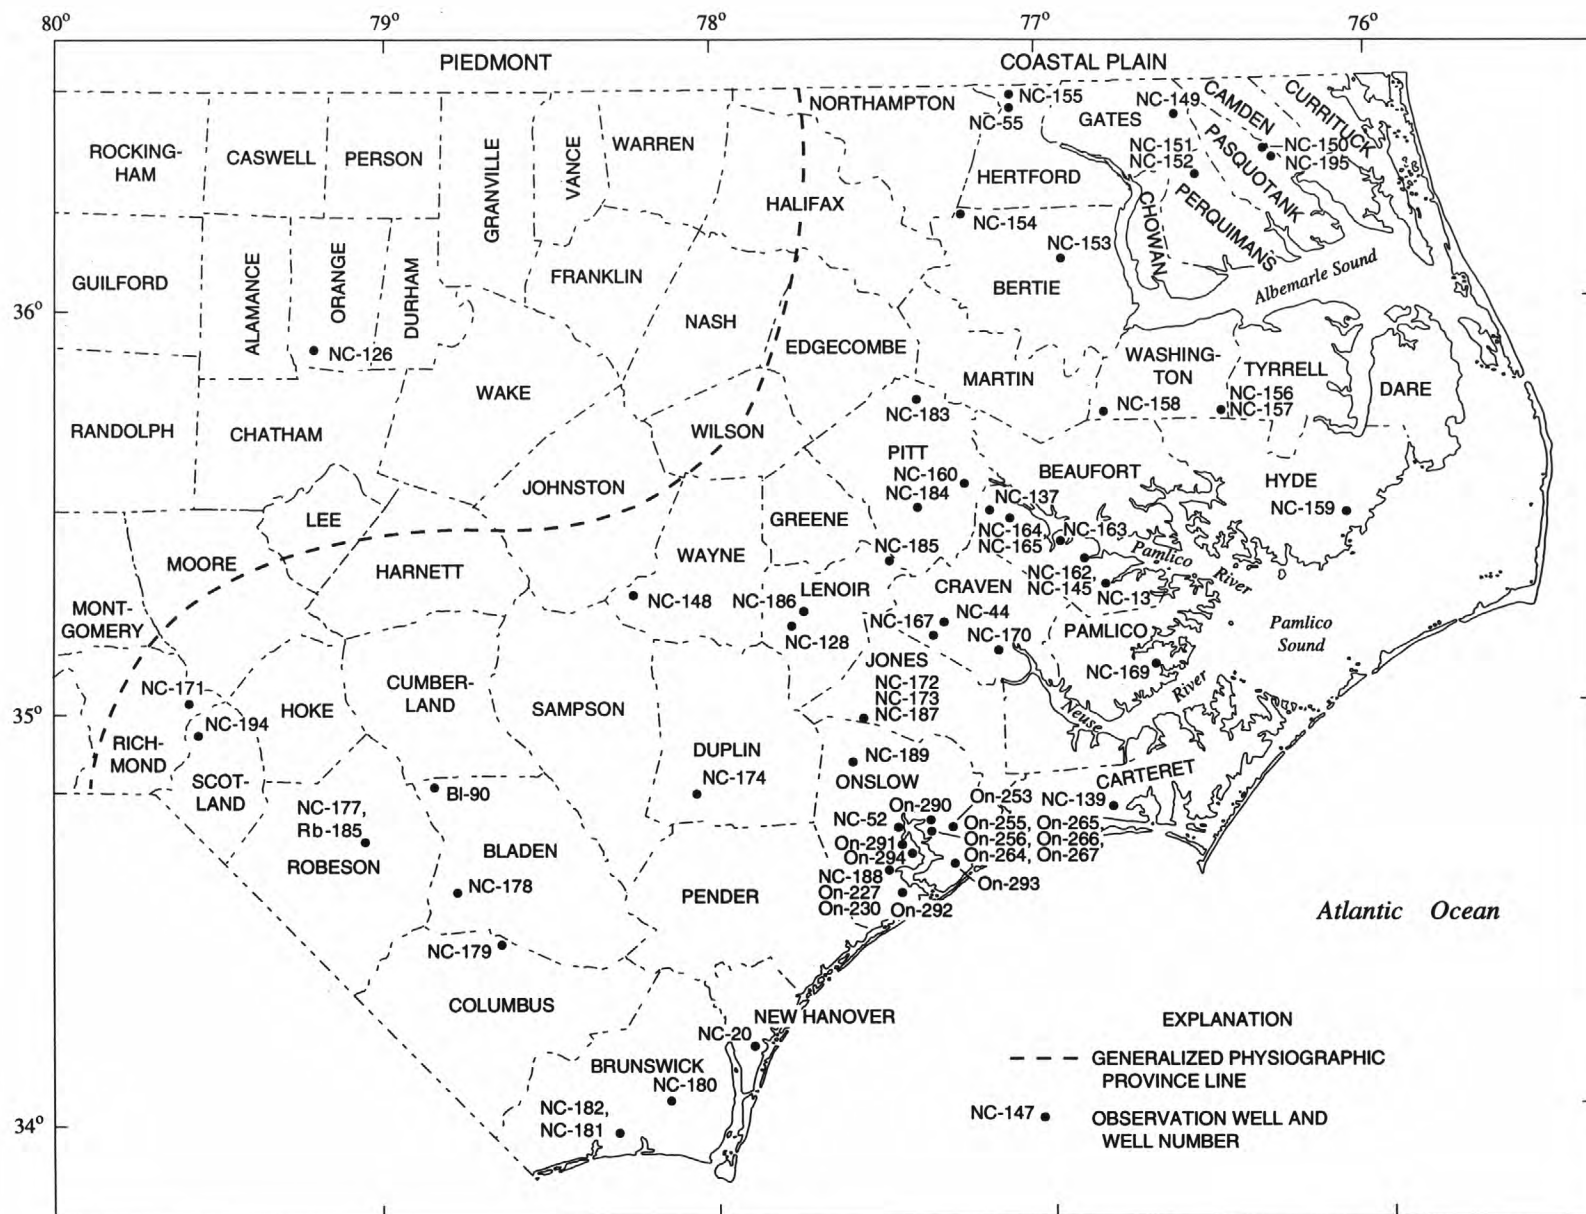 80°
79°
78°
77°
76°
PIEDMONT
COASTAL PLAIN
NORTHAMPTON
NC-155
NC-55
NC-149
GATES
CAMDEN
CURRITUCK
ROCKING-
HAM
CASWELL
PERSON
GRANVILLE
VANCE
WARREN
HALIFAX
HERTFORD
NC-151,
NC-152
PASQUOTANK
NC-150
NC-195
PERQUIMANS
CHOWAN
NC-154
NC-153
BERTIE
Albemarle Sound
GUILFORD
ALAMANCE
ORANGE
DURHAM
FRANKLIN
NASH
EDGECOMBE
36°
NC-126
WAKE
MARTIN
WASHING-
TON
TYRRELL
NC-156
NC-157
NC-158
DARE
RANDOLPH
CHATHAM
WILSON
NC-183
PITT
NC-160
NC-184
BEAUFORT
HYDE
NC-159
JOHNSTON
LEE
GREENE
NC-137
NC-164,
NC-165
NC-163
MOORE
HARNETT
WAYNE
NC-185
Pamlico
River
NC-162,
NC-145,
NC-13
MONT-
GOMERY
NC-148
NC-186
LENOIR
NC-128
CRAVEN
NC-167
NC-44
NC-170
PAMLICO
NC-169
Pamlico
Sound
JONES
NC-172
NC-173
NC-187
Neuse
River
35°
NC-171
NC-194
RICH-
MOND
SCOT-
LAND
HOKE
CUMBER-
LAND
SAMPSON
DUPLIN
NC-174
NC-189
ONSLOW
CARTERET
NC-139
BI-90
NC-177,
Rb-185
ROBESON
BLADEN
NC-178
On-290
On-253
NC-52
On-255, On-265
On-256, On-266,
On-264, On-267
On-291
On-294
NC-188
On-227
On-230
On-292
On-293
PENDER
Atlantic Ocean
NC-179
COLUMBUS
NEW HANOVER
NC-20
BRUNSWICK
NC-180
NC-182,
NC-181
34°
EXPLANATION
GENERALIZED PHYSIOGRAPHIC
PROVINCE LINE
NC-147
OBSERVATION WELL AND
WELL NUMBER